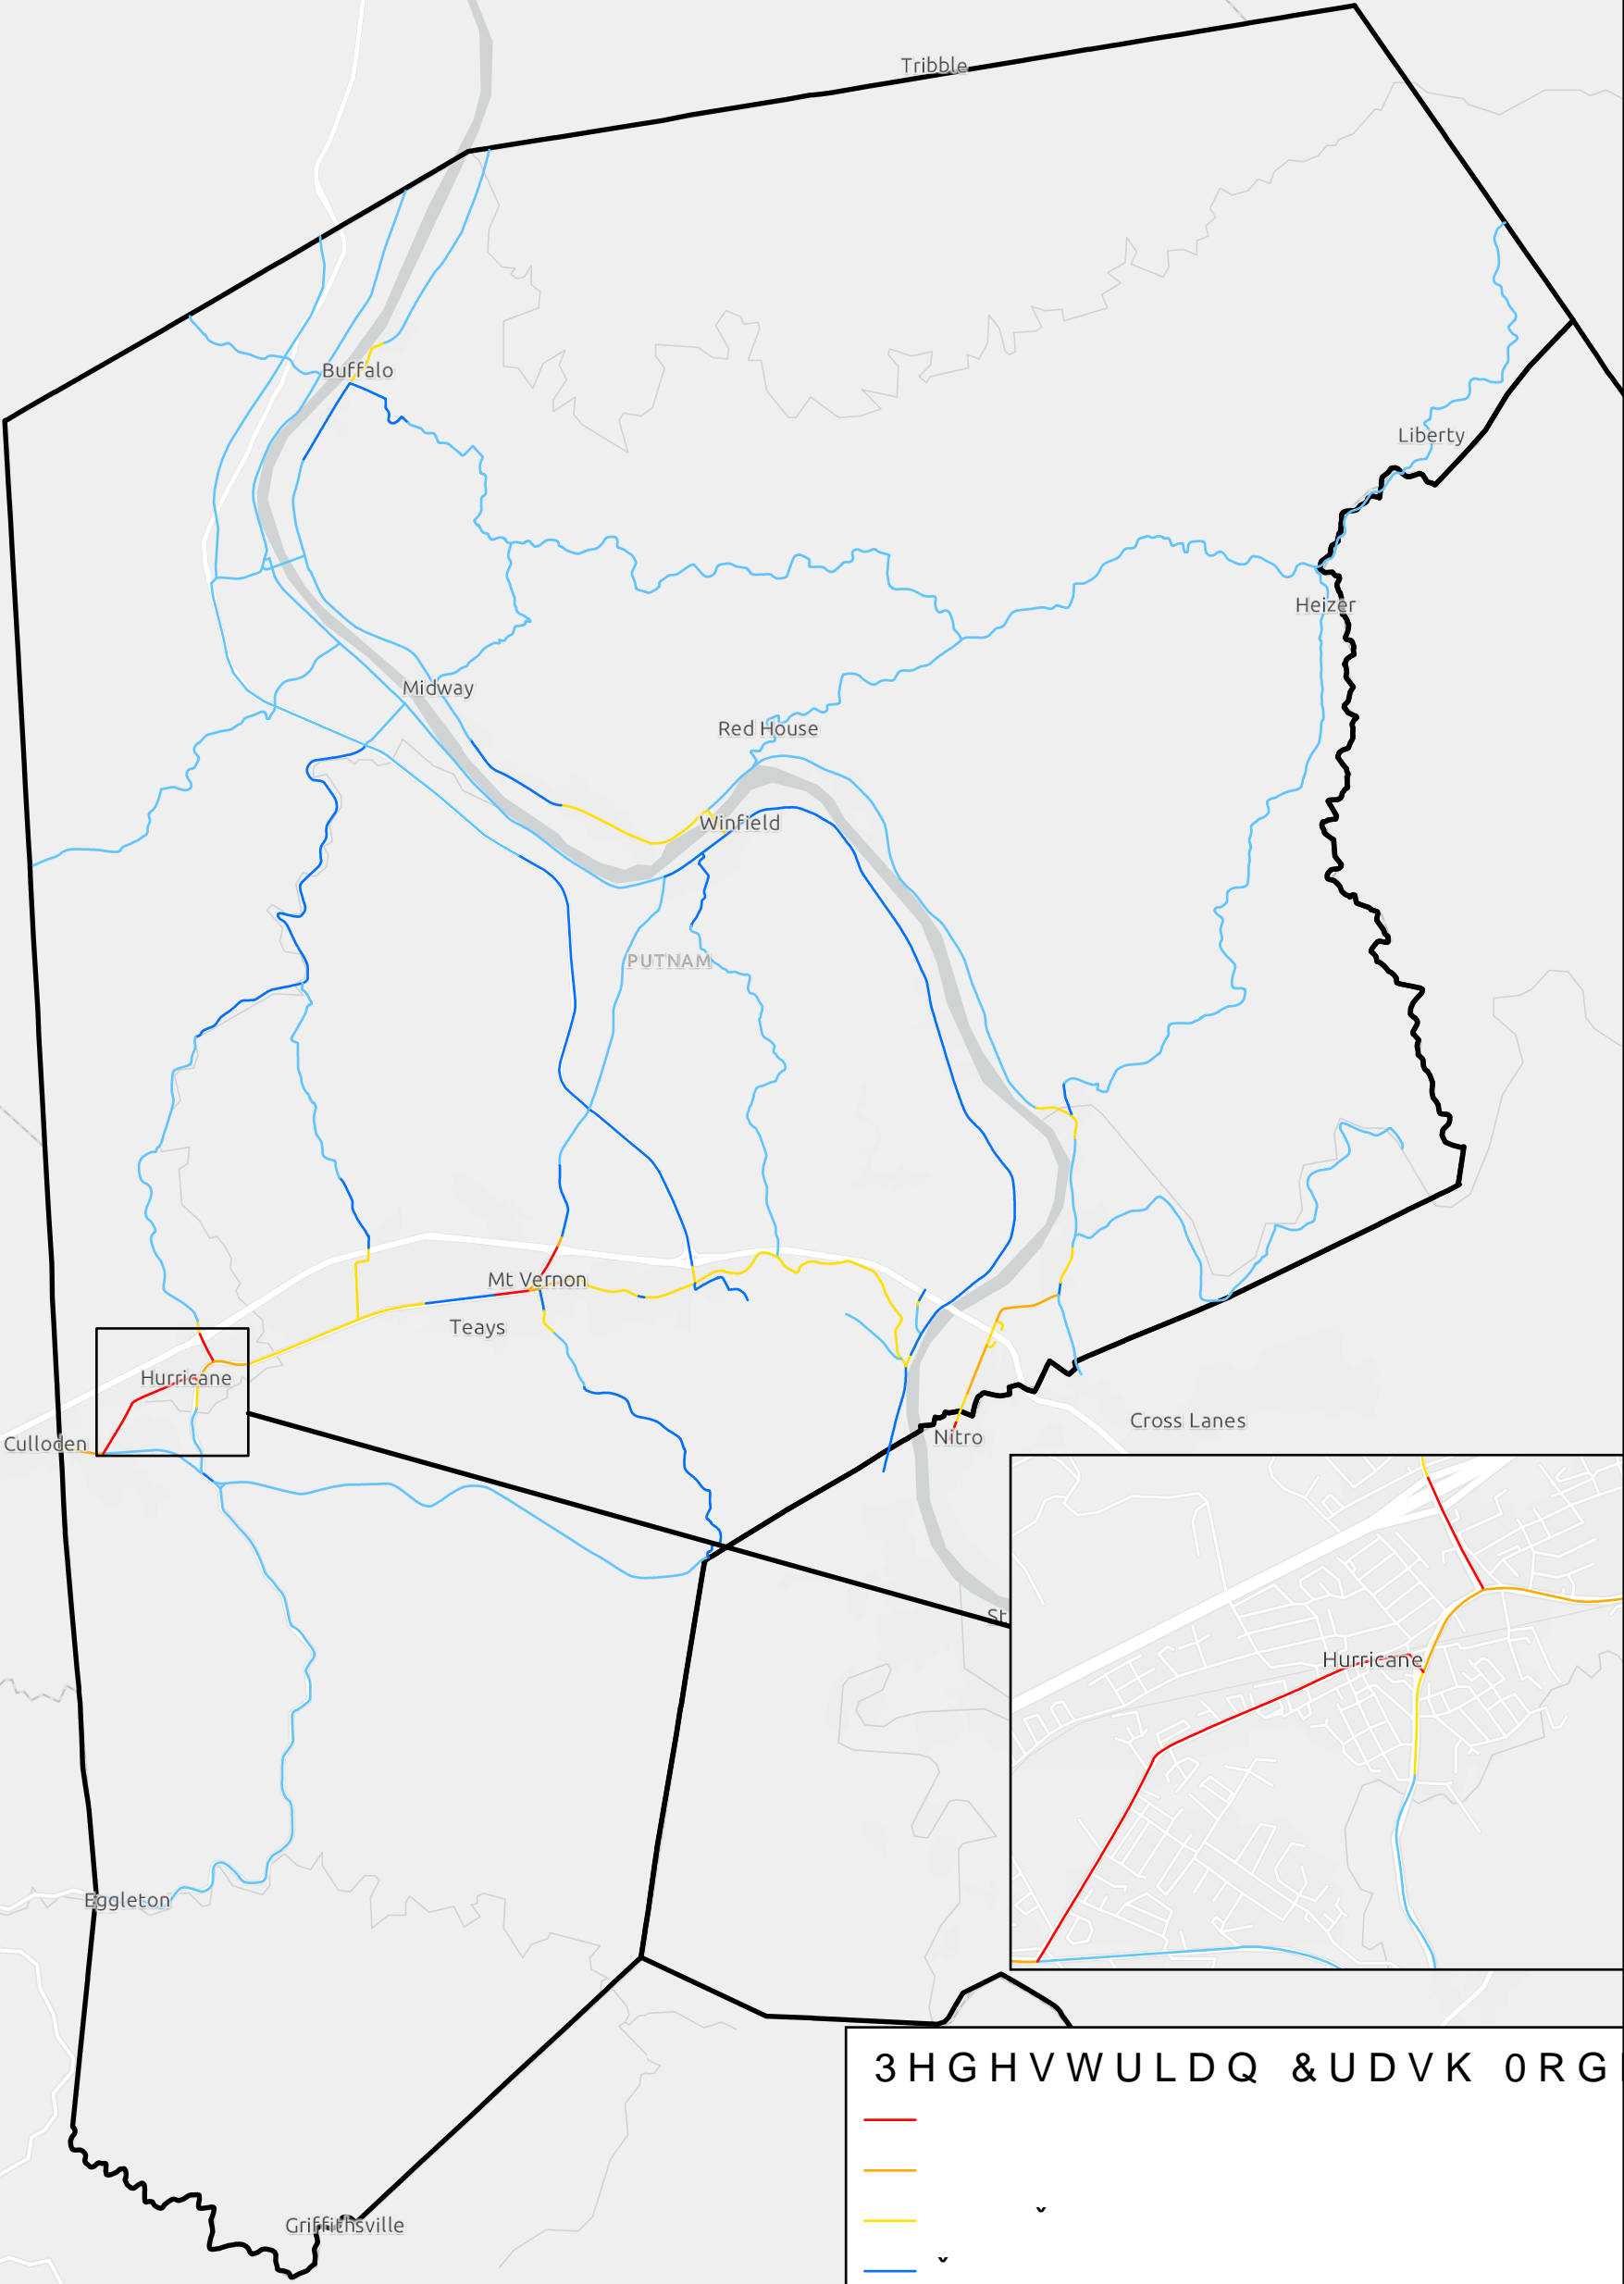 Tribble
Buffalo
Liberty
Heizer
Midway
Red House
Winfield
PUTNAM
Mt Vernon
Teays
Hurricane
Culloden
Cross Lanes
Nitro
St
Hurricane
Eggleton
3HGHVWULDQ &UDVK 0RG
Griffithsville